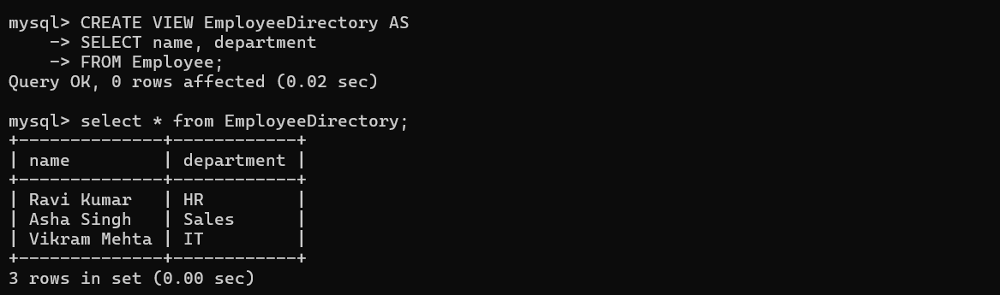 mysql> CREATE VIEW EmployeeDirectory AS
    -> SELECT name, department
    -> FROM Employee;
Query OK, 0 rows affected (0.02 sec)

mysql> select * from EmployeeDirectory;
+--------------+------------+
| name         | department |
+--------------+------------+
| Ravi Kumar   | HR         |
| Asha Singh   | Sales      |
| Vikram Mehta | IT         |
+--------------+------------+
3 rows in set (0.00 sec)